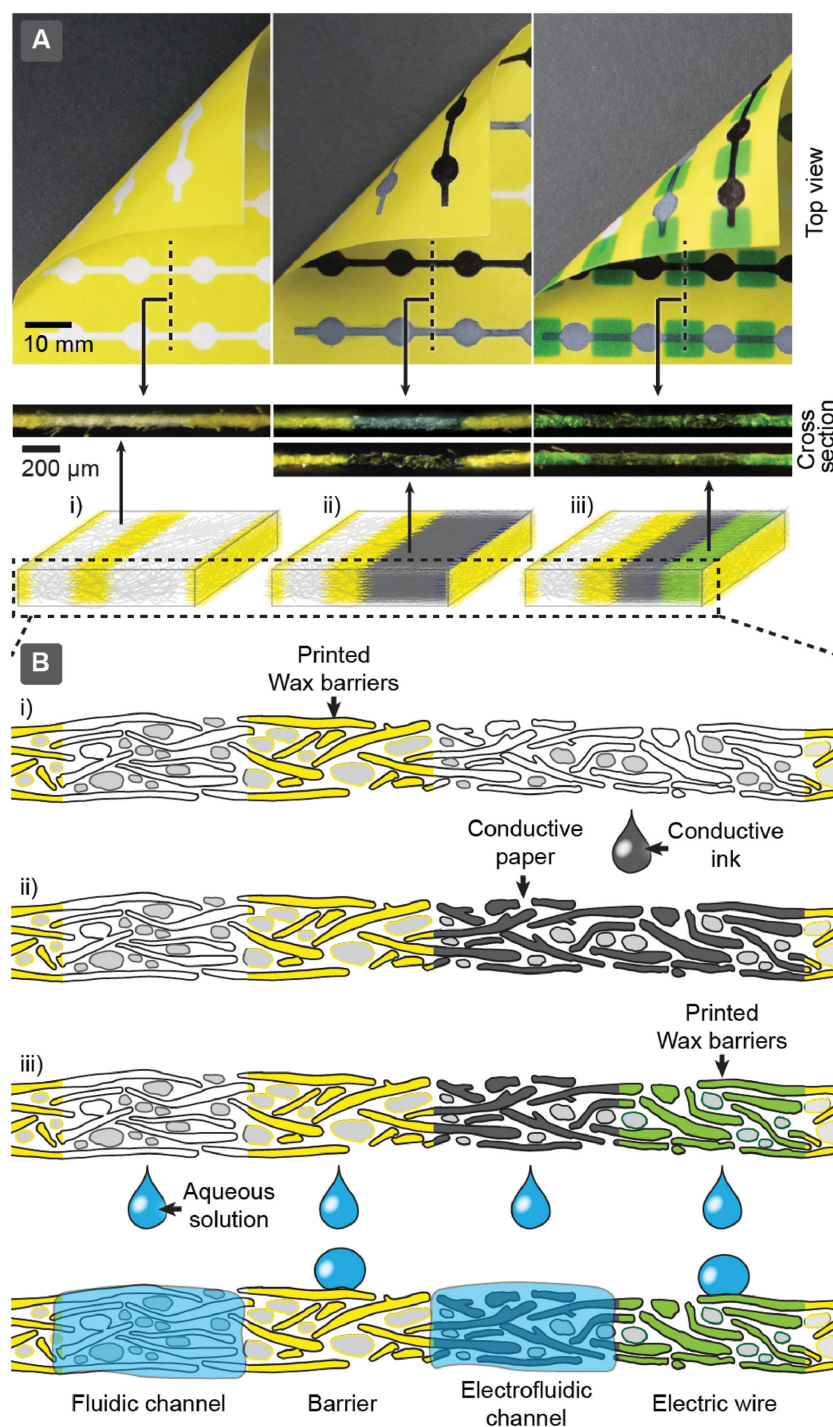 A
Top view
10 mm
Cross
section
200 µm
i)
ii)
iii)
B
Printed
Wax barriers
i)
Conductive
paper
Conductive
ink
ii)
Printed
Wax barriers
iii)
Aqueous
solution
Fluidic channel
Barrier
Electrofluidic
channel
Electric wire